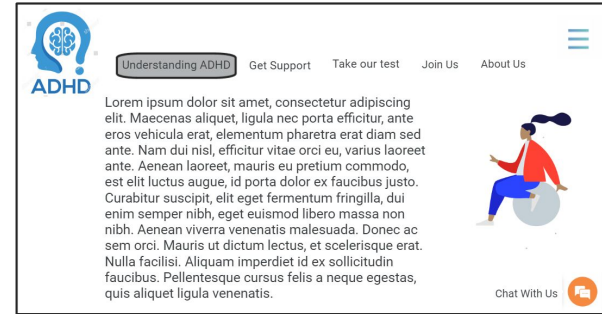 ADHD
Understanding ADHD Get Support Take our test Join Us About Us
Lorem ipsum dolor sit amet, consectetur adipiscing
elit. Maecenas aliquet, ligula nec porta efficitur, ante
eros vehicula erat, elementum pharetra erat diam sed
ante. Nam dui nisl, efficitur vitae orci eu, varius laoreet
ante. Aenean laoreet, mauris eu pretium commodo,
est elit luctus augue, id porta dolor ex faucibus justo.
Curabitur suscipit, elit eget fermentum fringilla, dui
enim semper nibh, eget euismod libero massa non
nibh. Aenean viverra venenatis malesuada. Donec ac
sem orci. Mauris ut dictum lectus, et scelerisque erat.
Nulla facilisi. Aliquam imperdiet id ex sollicitudin
faucibus. Pellentesque cursus felis a neque egestas,
quis aliquet ligula venenatis.
Chat With Us